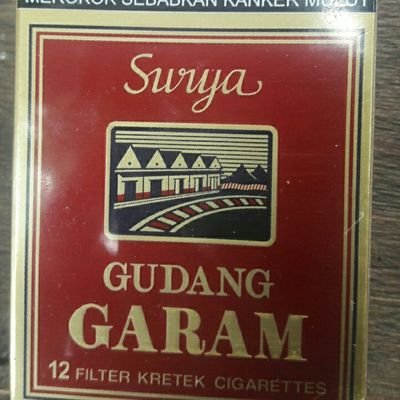 MEROKOK SEBABKAN KANKER MULUT
Surya
GUDANG
GARAM
12 FILTER KRETEK CIGARETTES